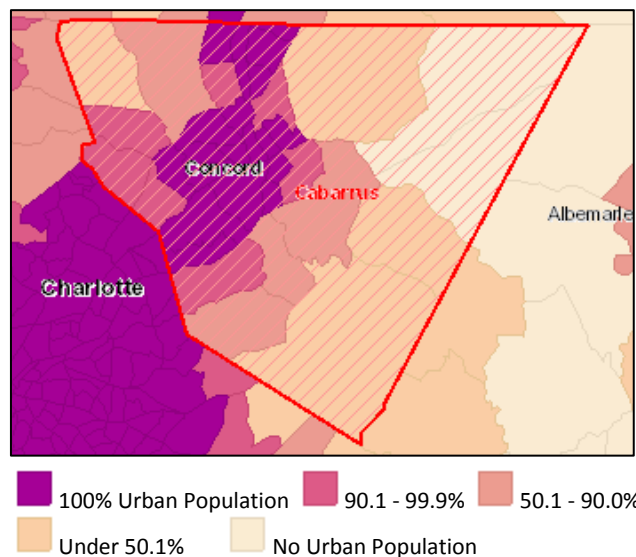 Concord
Cabarrus
Albemarle
Charlotte
100% Urban Population 90.1 - 99.9% 50.1 - 90.0%
Under 50.1% No Urban Population